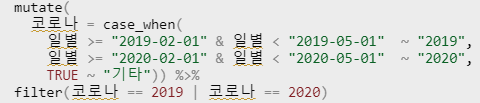 mutate(
코로나 = case_when(
일별 >= "2019-02-01" & 일별 < "2019-05-01" ~ "2019",
일별 >= "2020-02-01" & 일별 < "2020-05-01" ~ "2020",
TRUE ~ "기타")) %>%
filter(코로나 == 2019 | 코로나 == 2020)